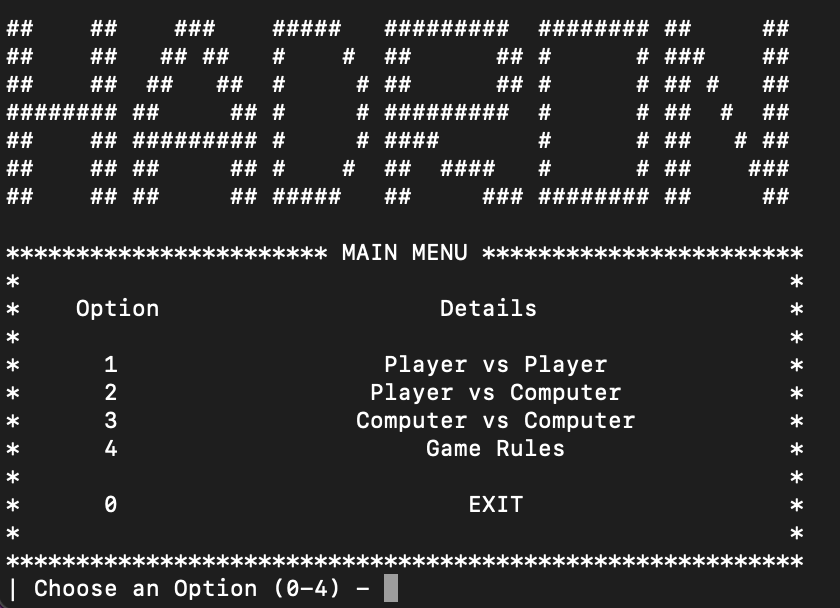 ##    ##    ###    #####   #########  ######## ##     ##
##    ##   ## ##   #    #  ##      ## #      # ###    ##
##    ##  ##   ##  #     # ##      ## #      # ## #   ##
######## ##     ## #     # #########  #      # ##  #  ##
##    ## ######### #     # ####       #      # ##   # ##
##    ## ##     ## #    #  ##  ####   #      # ##    ###
##    ## ##     ## #####   ##     ### ######## ##     ##
*********************** MAIN MENU ***********************
*                                                       *
*    Option                    Details                  *
*                                                       *
*      1                   Player vs Player             *
*      2                  Player vs Computer            *
*      3                 Computer vs Computer           *
*      4                      Game Rules                *
*                                                       *
*      0                         EXIT                   *
*                                                       *
*********************************************************
| Choose an Option (0-4) -